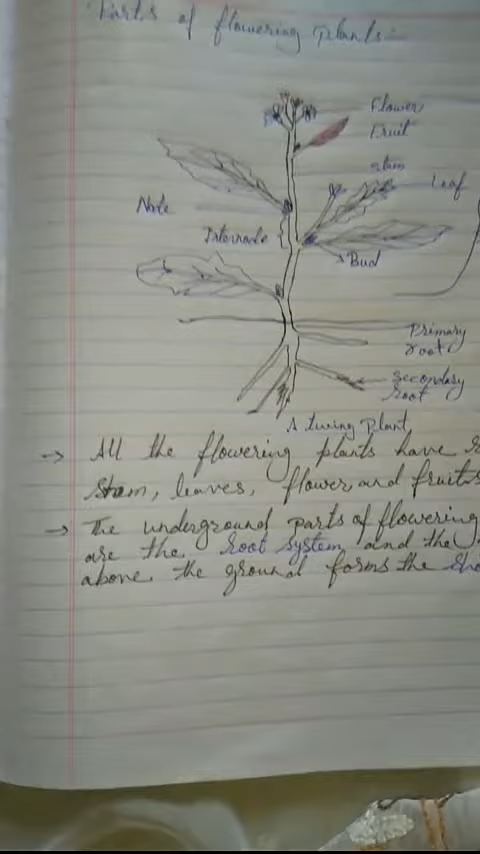 Parts of flowering plants:-
Flower
Fruit
stem
Leaf
Note
Internode
Bud
Primary
root
secondary
root
A twing plant
→ All the flowering plants have
stem, leaves, flower and fruits
→ The underground parts of flowering
are the root system and the
above the ground forms the